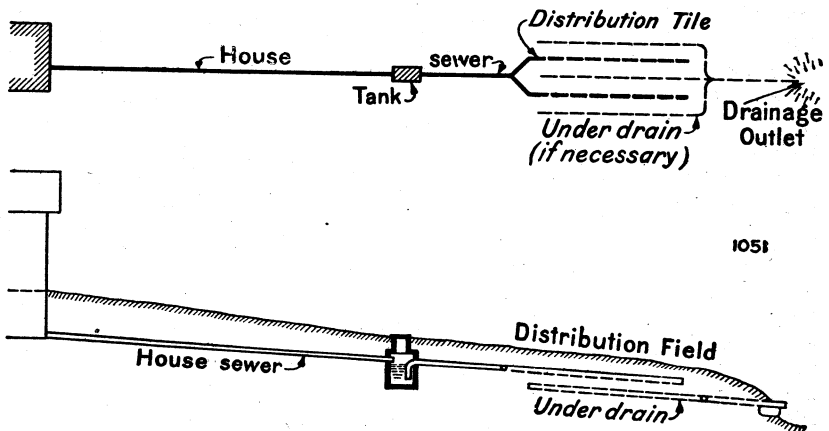 Distribution Tile
House
sewer
Tank
Drainage
Outlet
Under drain
(if necessary)
1051
Distribution Field
House sewer
Under drain